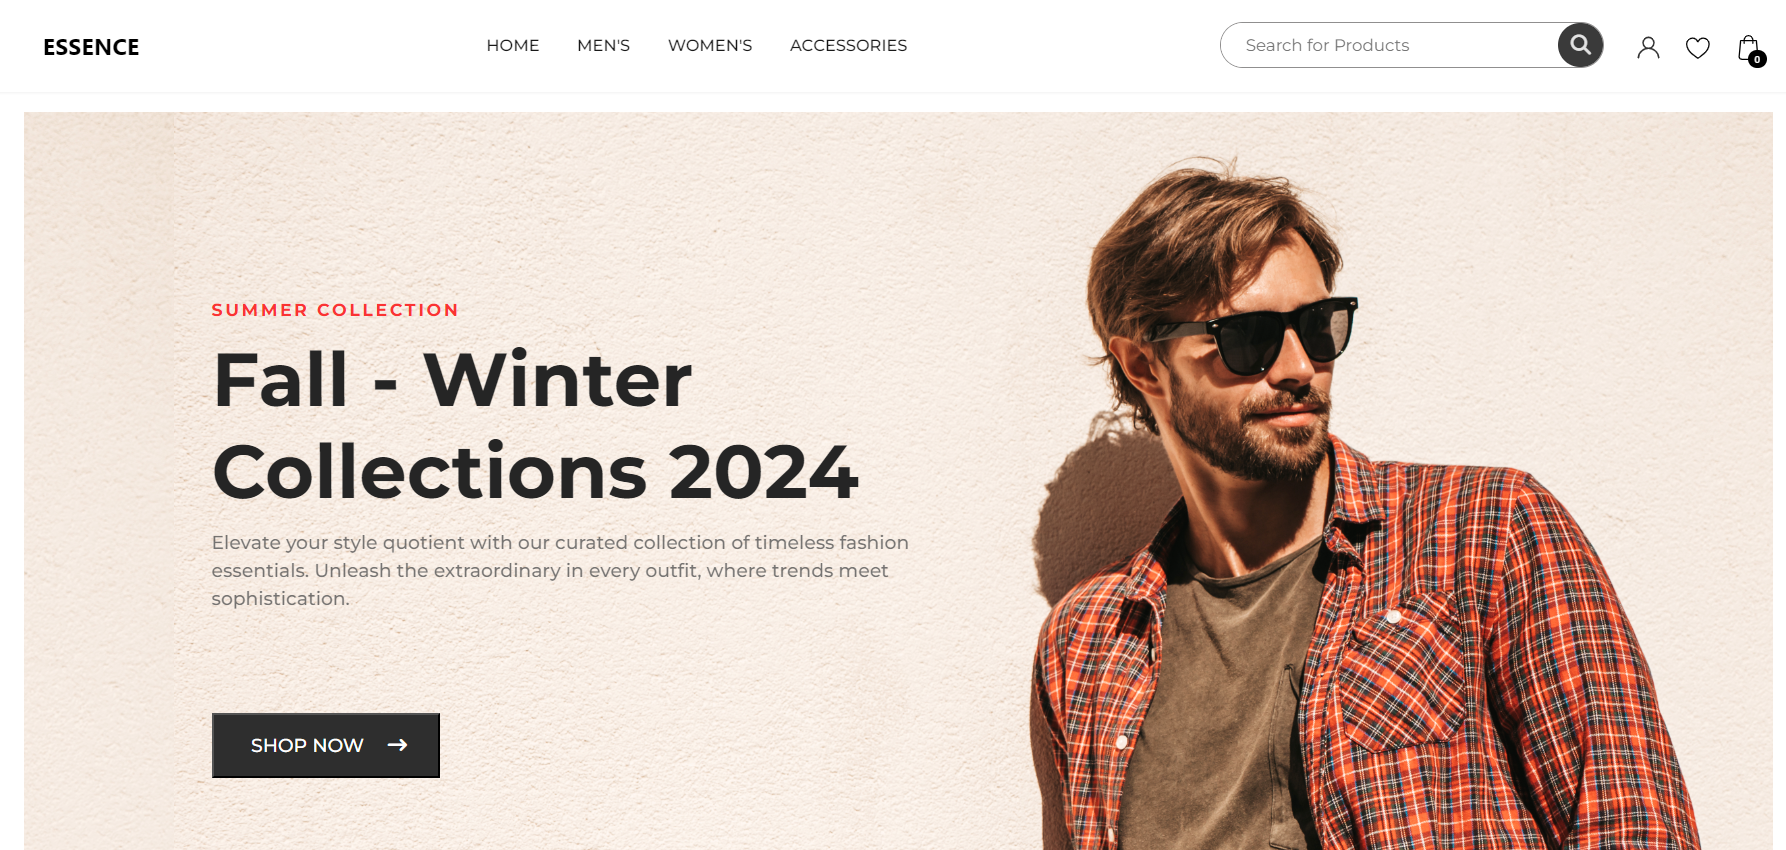 ESSENCE
HOME MEN'S WOMEN'S ACCESSORIES
Search for Products
0
SUMMER COLLECTION
Fall - Winter
Collections 2024
Elevate your style quotient with our curated collection of timeless fashion
essentials. Unleash the extraordinary in every outfit, where trends meet
sophistication.
SHOP NOW